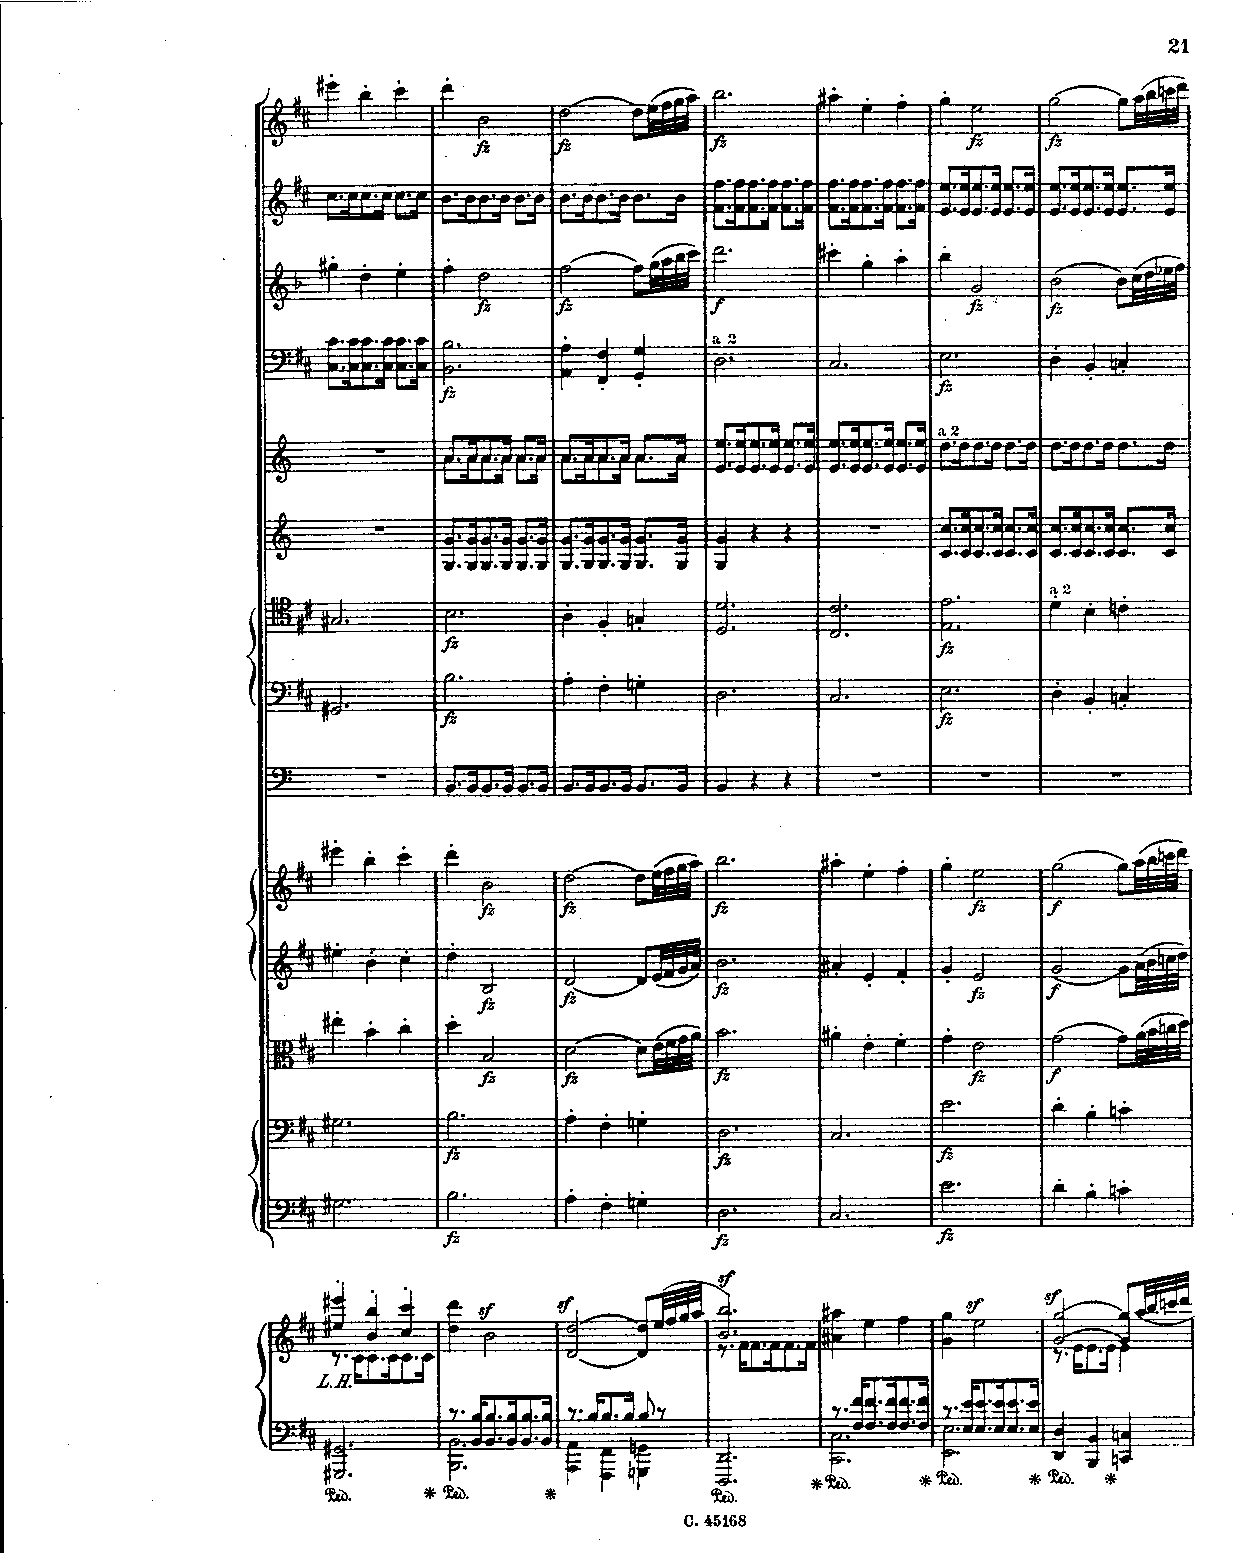 21
fz fz fz fz fz
fz fz f fz fz
a 2
fz fz
a 2
a 2
fz fz
fz fz
fz fz fz fz f
fz fz fz fz f
fz fz fz fz f
fz fz fz
fz fz fz
sf sf sf sf sf
L.H.
Ped. * Ped. * Ped. * Ped. * Ped. * Ped. *
C. 45168